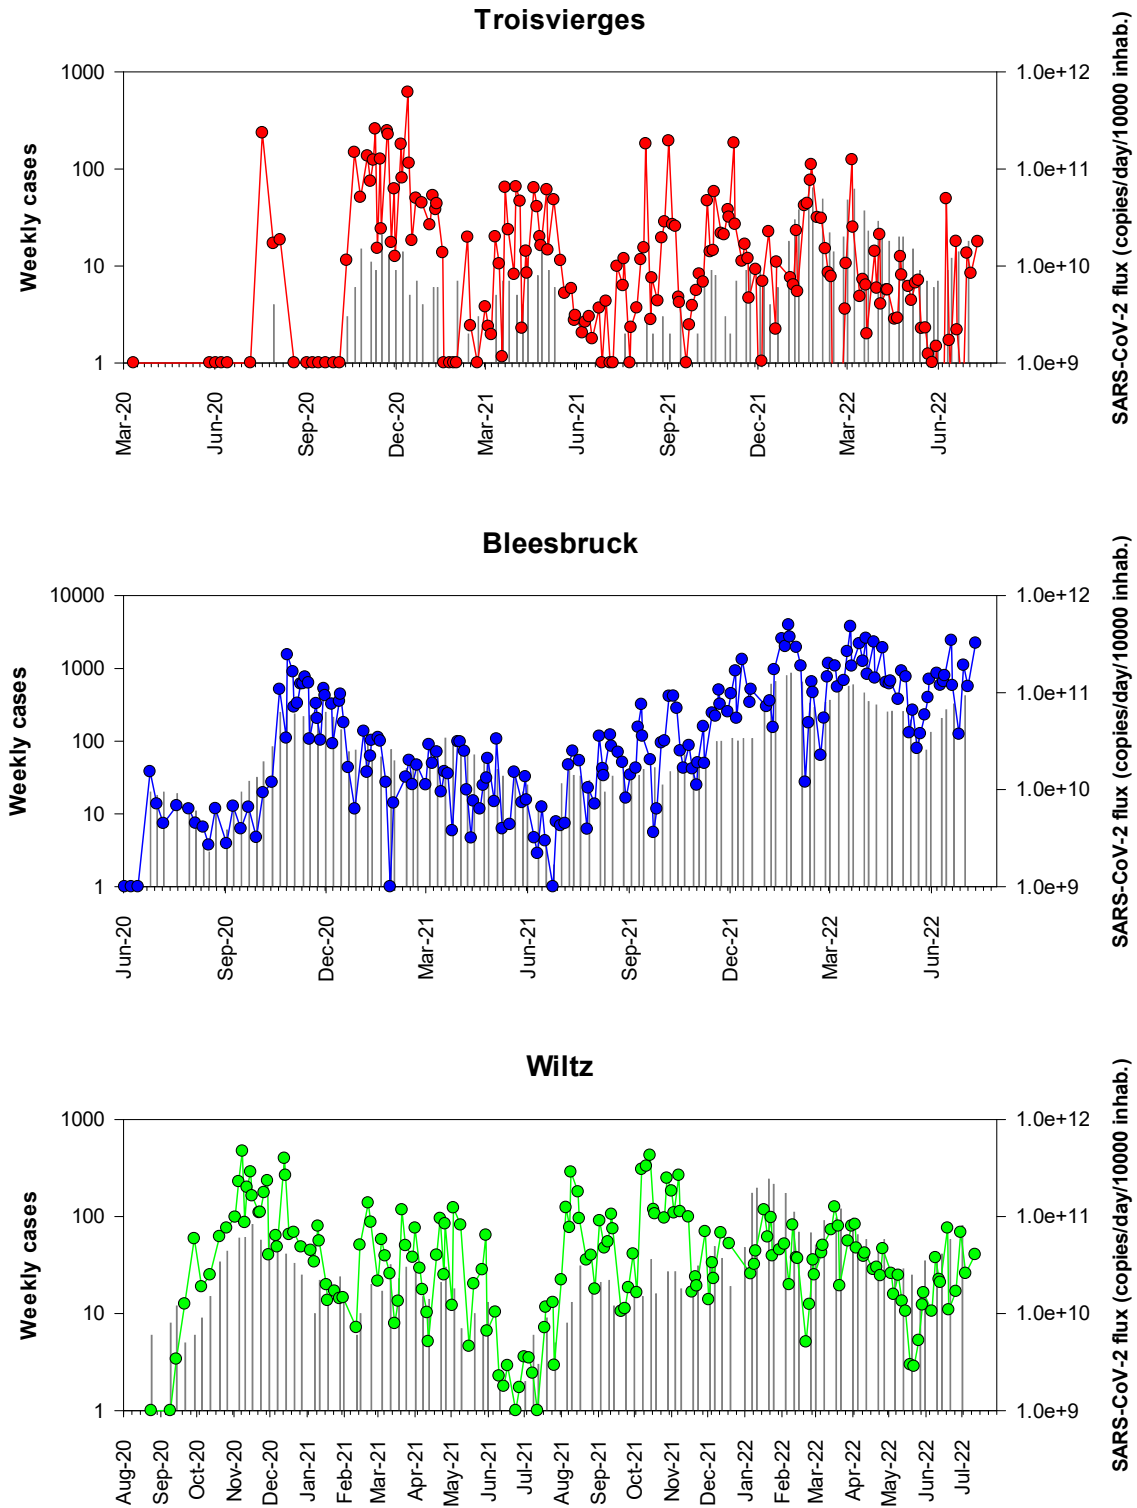 Troisvierges
Weekly cases
SARS-CoV-2 flux (copies/day/10000 inhab.)
1000
100
10
1
1.0e+12
1.0e+11
1.0e+10
1.0e+9
Mar-20
Jun-20
Sep-20
Dec-20
Mar-21
Jun-21
Sep-21
Dec-21
Mar-22
Jun-22
Bleesbruck
Weekly cases
SARS-CoV-2 flux (copies/day/10000 inhab.)
10000
1000
100
10
1
1.0e+12
1.0e+11
1.0e+10
1.0e+9
Jun-20
Sep-20
Dec-20
Mar-21
Jun-21
Sep-21
Dec-21
Mar-22
Jun-22
Wiltz
Weekly cases
SARS-CoV-2 flux (copies/day/10000 inhab.)
1000
100
10
1
1.0e+12
1.0e+11
1.0e+10
1.0e+9
Aug-20
Sep-20
Oct-20
Nov-20
Dec-20
Jan-21
Feb-21
Mar-21
Apr-21
May-21
Jun-21
Jul-21
Aug-21
Sep-21
Oct-21
Nov-21
Dec-21
Jan-22
Feb-22
Mar-22
Apr-22
May-22
Jun-22
Jul-22